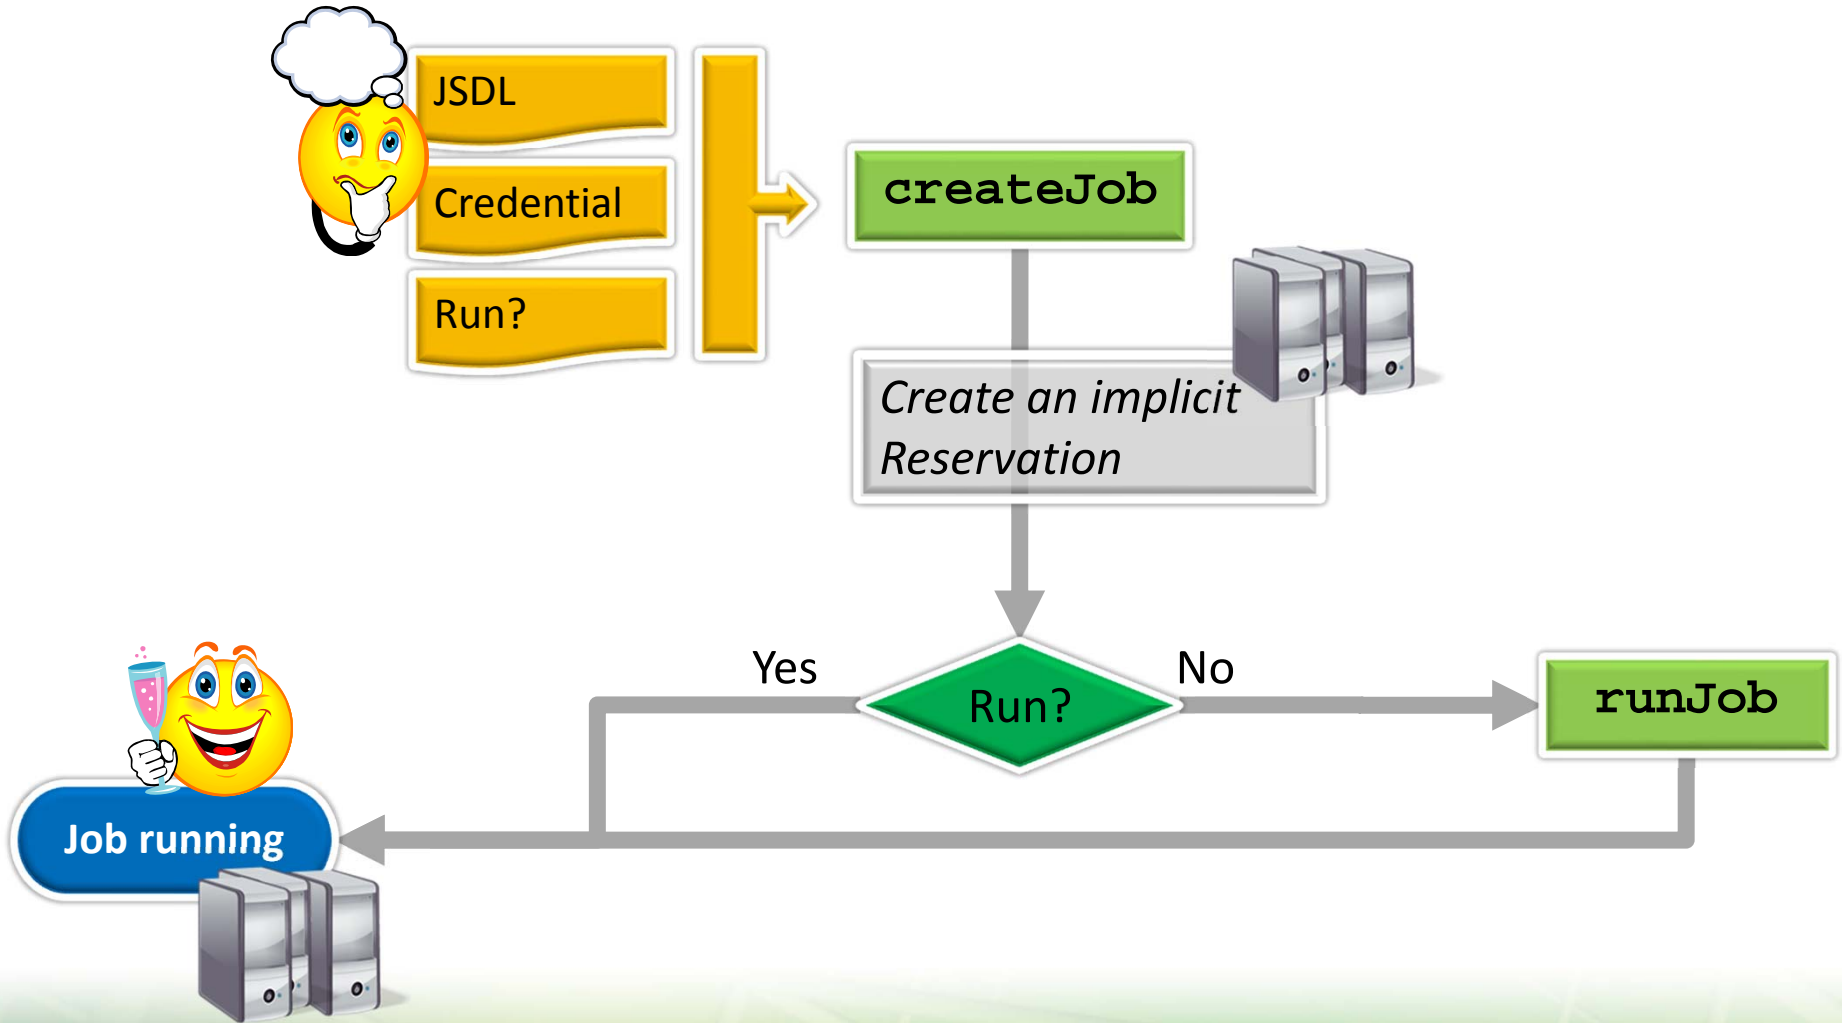 JSDL
Credential
Run?
createJob
Create an implicit
Reservation
Yes
Run?
No
runJob
Job running